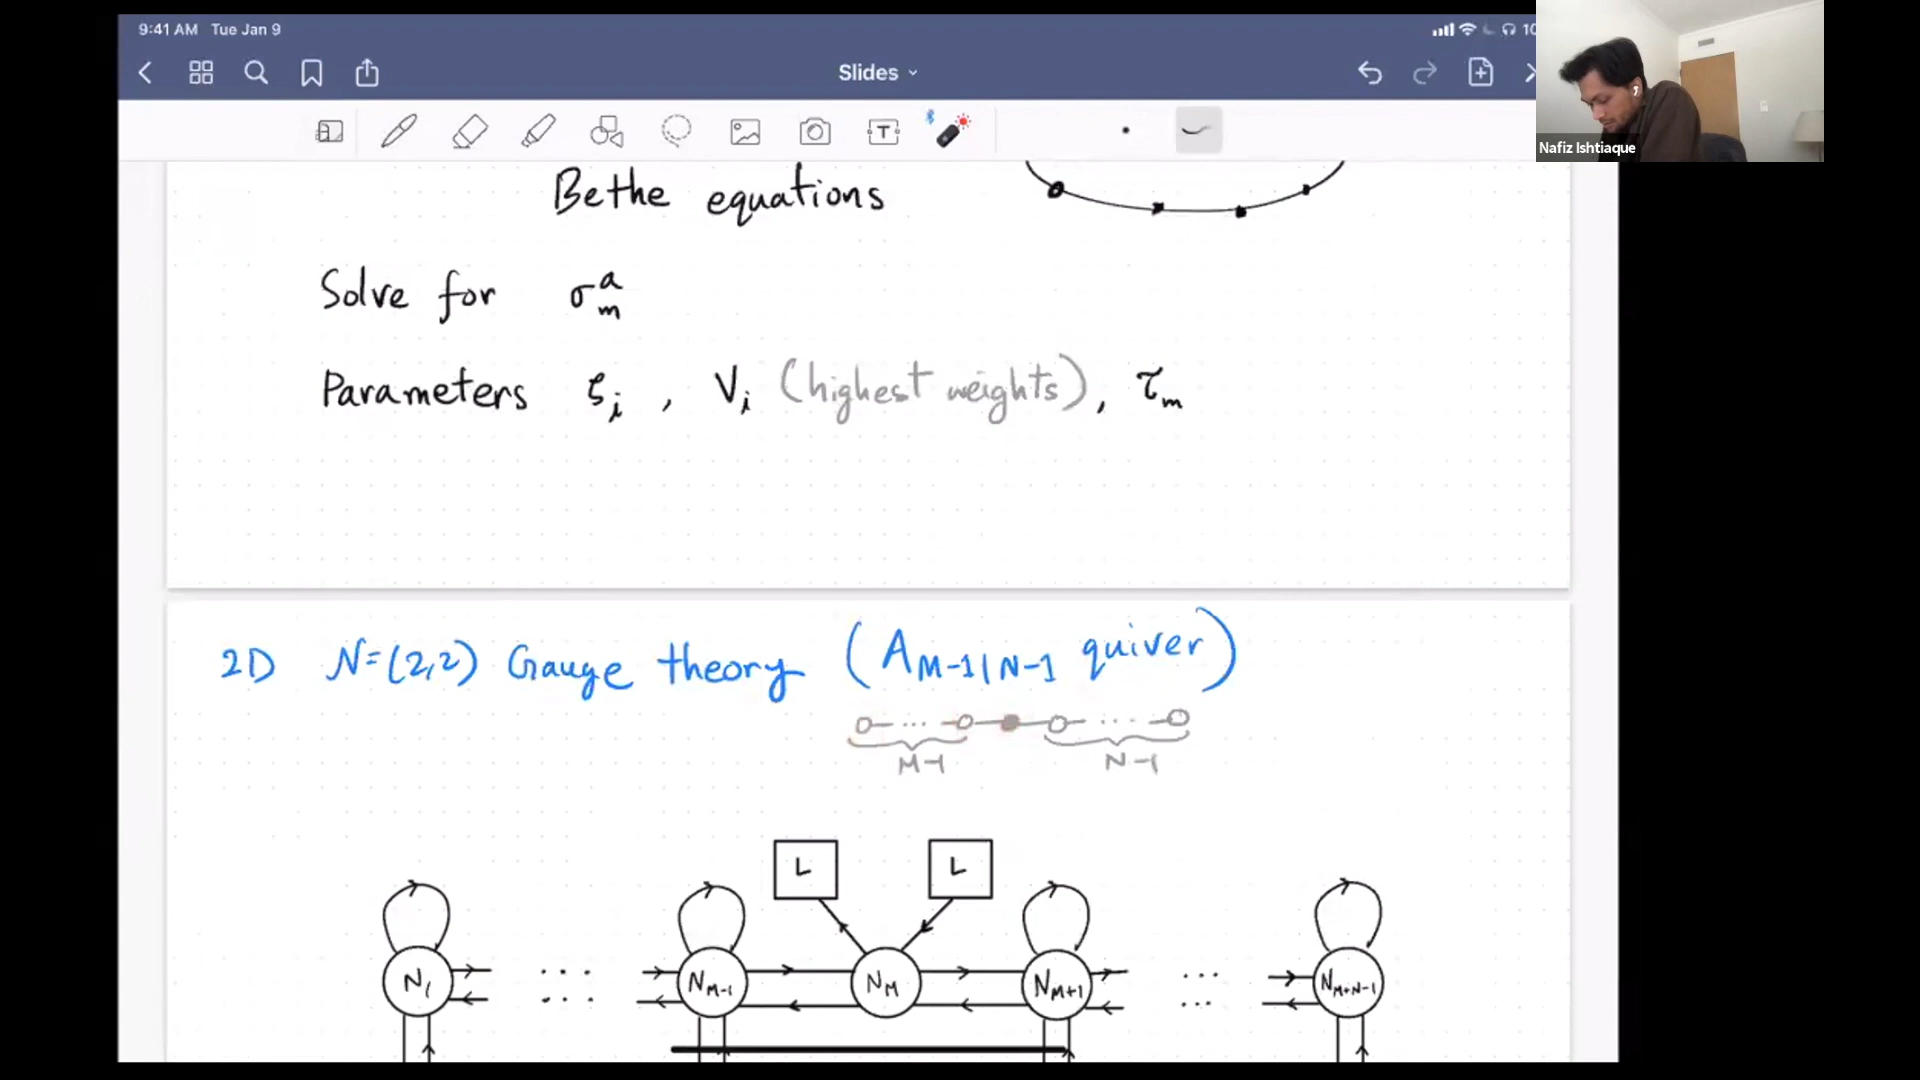 9:41 AM Tue Jan 9
Slides
Nafiz Ishtiaque
Bethe equations
Solve for σ^a_m
Parameters ζ_i , V_i (highest weights), τ_m
2D N=(2,2) Gauge theory (A_{M-1|N-1} quiver)
M-1 N-1
L L
N_1 ... N_{M-1} N_M N_{M+1} ... N_{M+N-1}